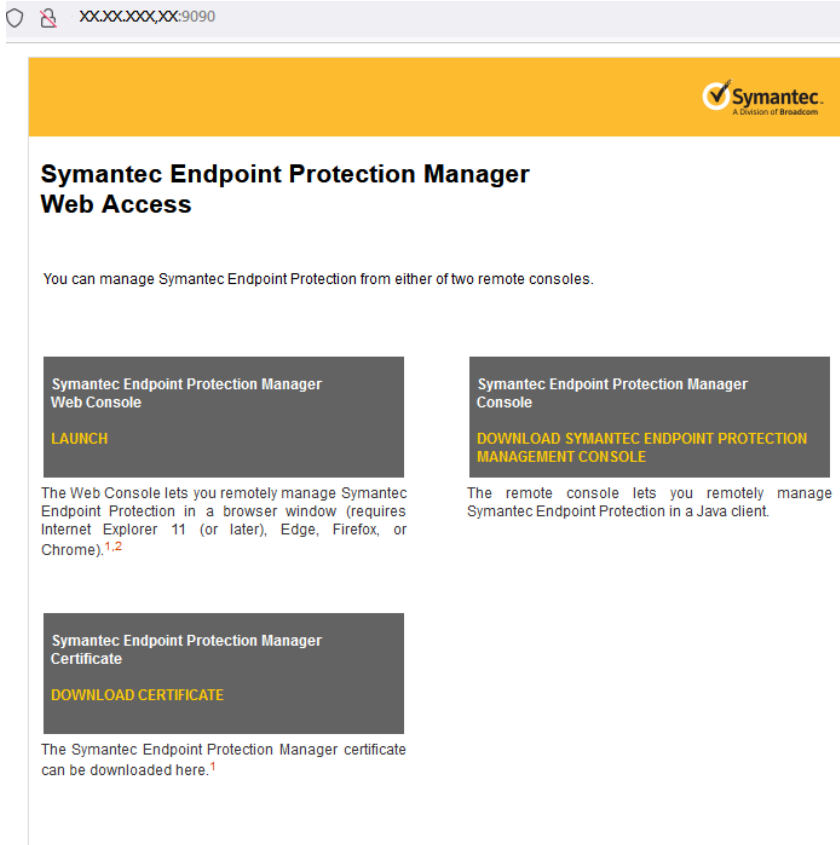 XX.XX.XXX,XX:9090
Symantec.
A Division of Broadcom
Symantec Endpoint Protection Manager
Web Access
You can manage Symantec Endpoint Protection from either of two remote consoles.
Symantec Endpoint Protection Manager
Web Console
LAUNCH
The Web Console lets you remotely manage Symantec
Endpoint Protection in a browser window (requires
Internet Explorer 11 (or later), Edge, Firefox, or
Chrome).1,2
Symantec Endpoint Protection Manager
Console
DOWNLOAD SYMANTEC ENDPOINT PROTECTION
MANAGEMENT CONSOLE
The remote console lets you remotely manage
Symantec Endpoint Protection in a Java client.
Symantec Endpoint Protection Manager
Certificate
DOWNLOAD CERTIFICATE
The Symantec Endpoint Protection Manager certificate
can be downloaded here.1